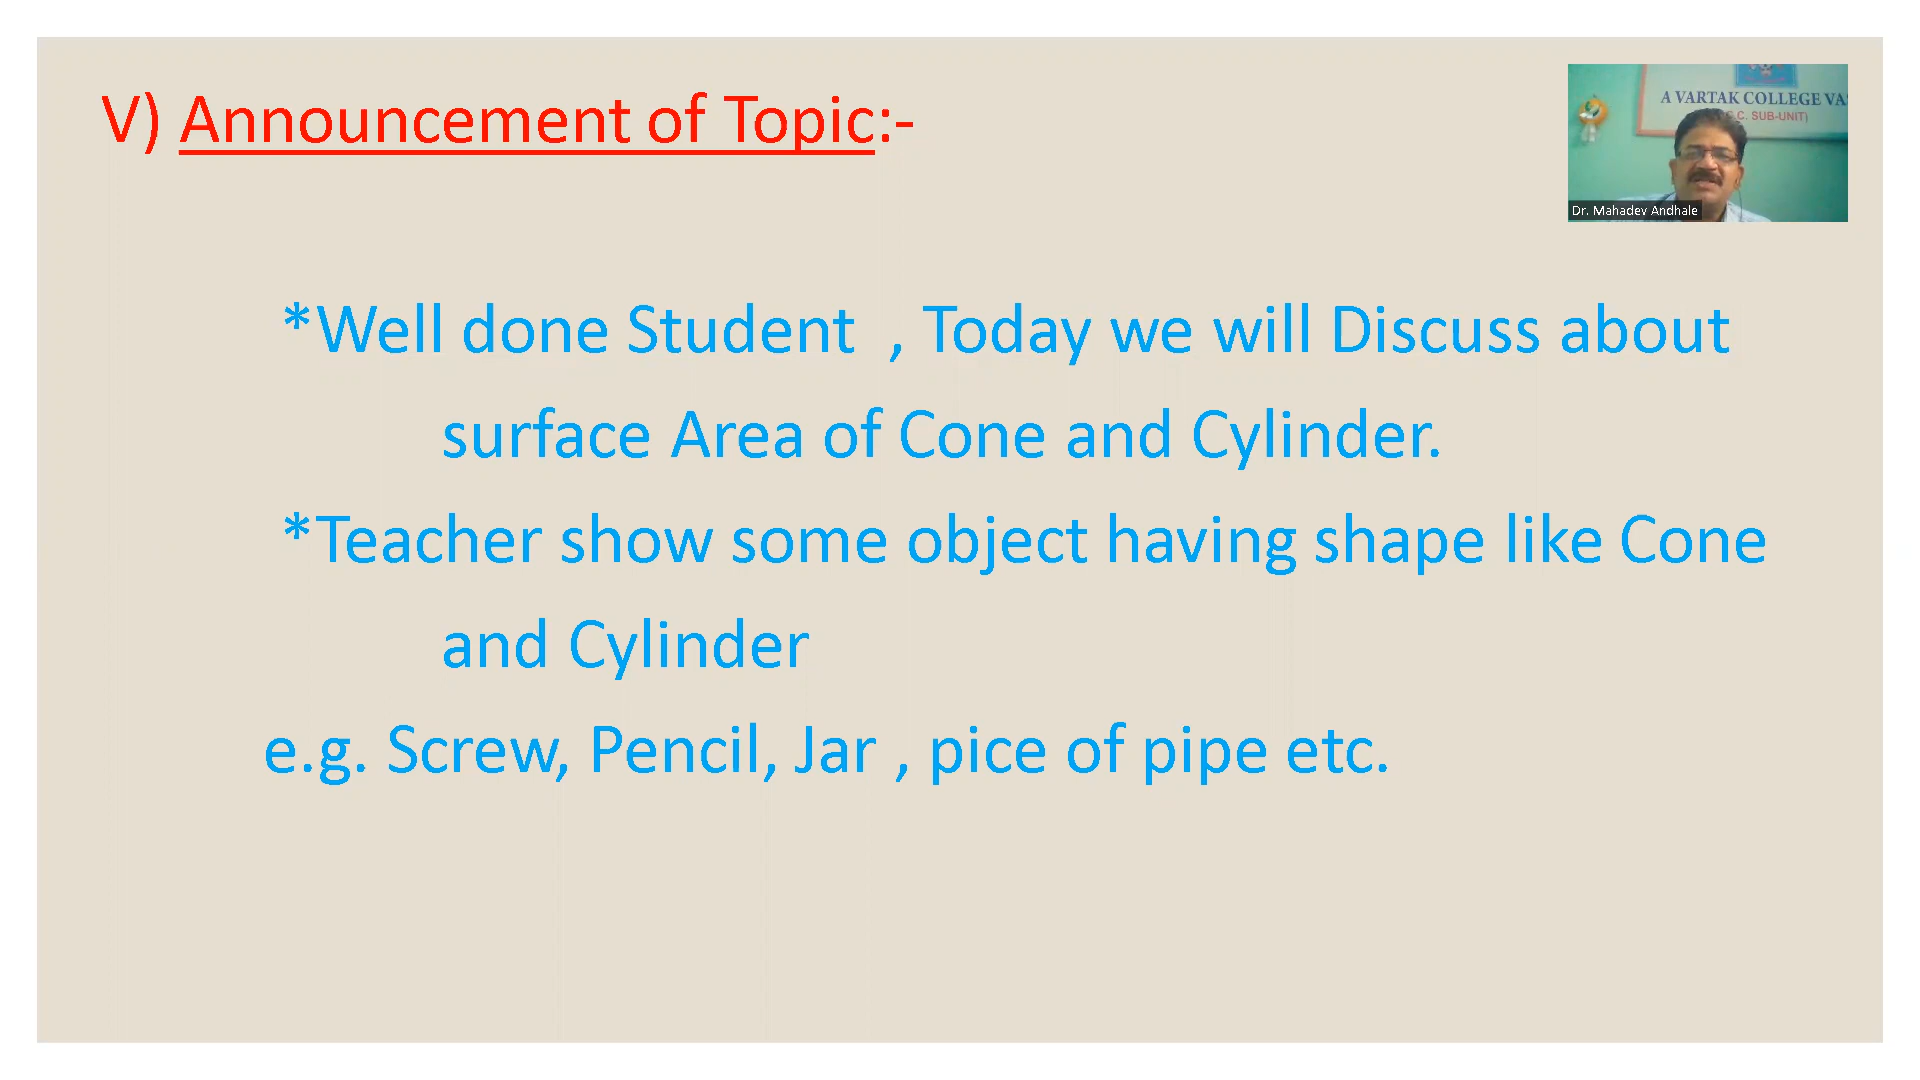 V) Announcement of Topic:-
A VARTAK COLLEGE VA
C. SUB-UNIT)
Dr. Mahadev Andhale
*Well done Student , Today we will Discuss about
surface Area of Cone and Cylinder.
*Teacher show some object having shape like Cone
and Cylinder
e.g. Screw, Pencil, Jar , pice of pipe etc.